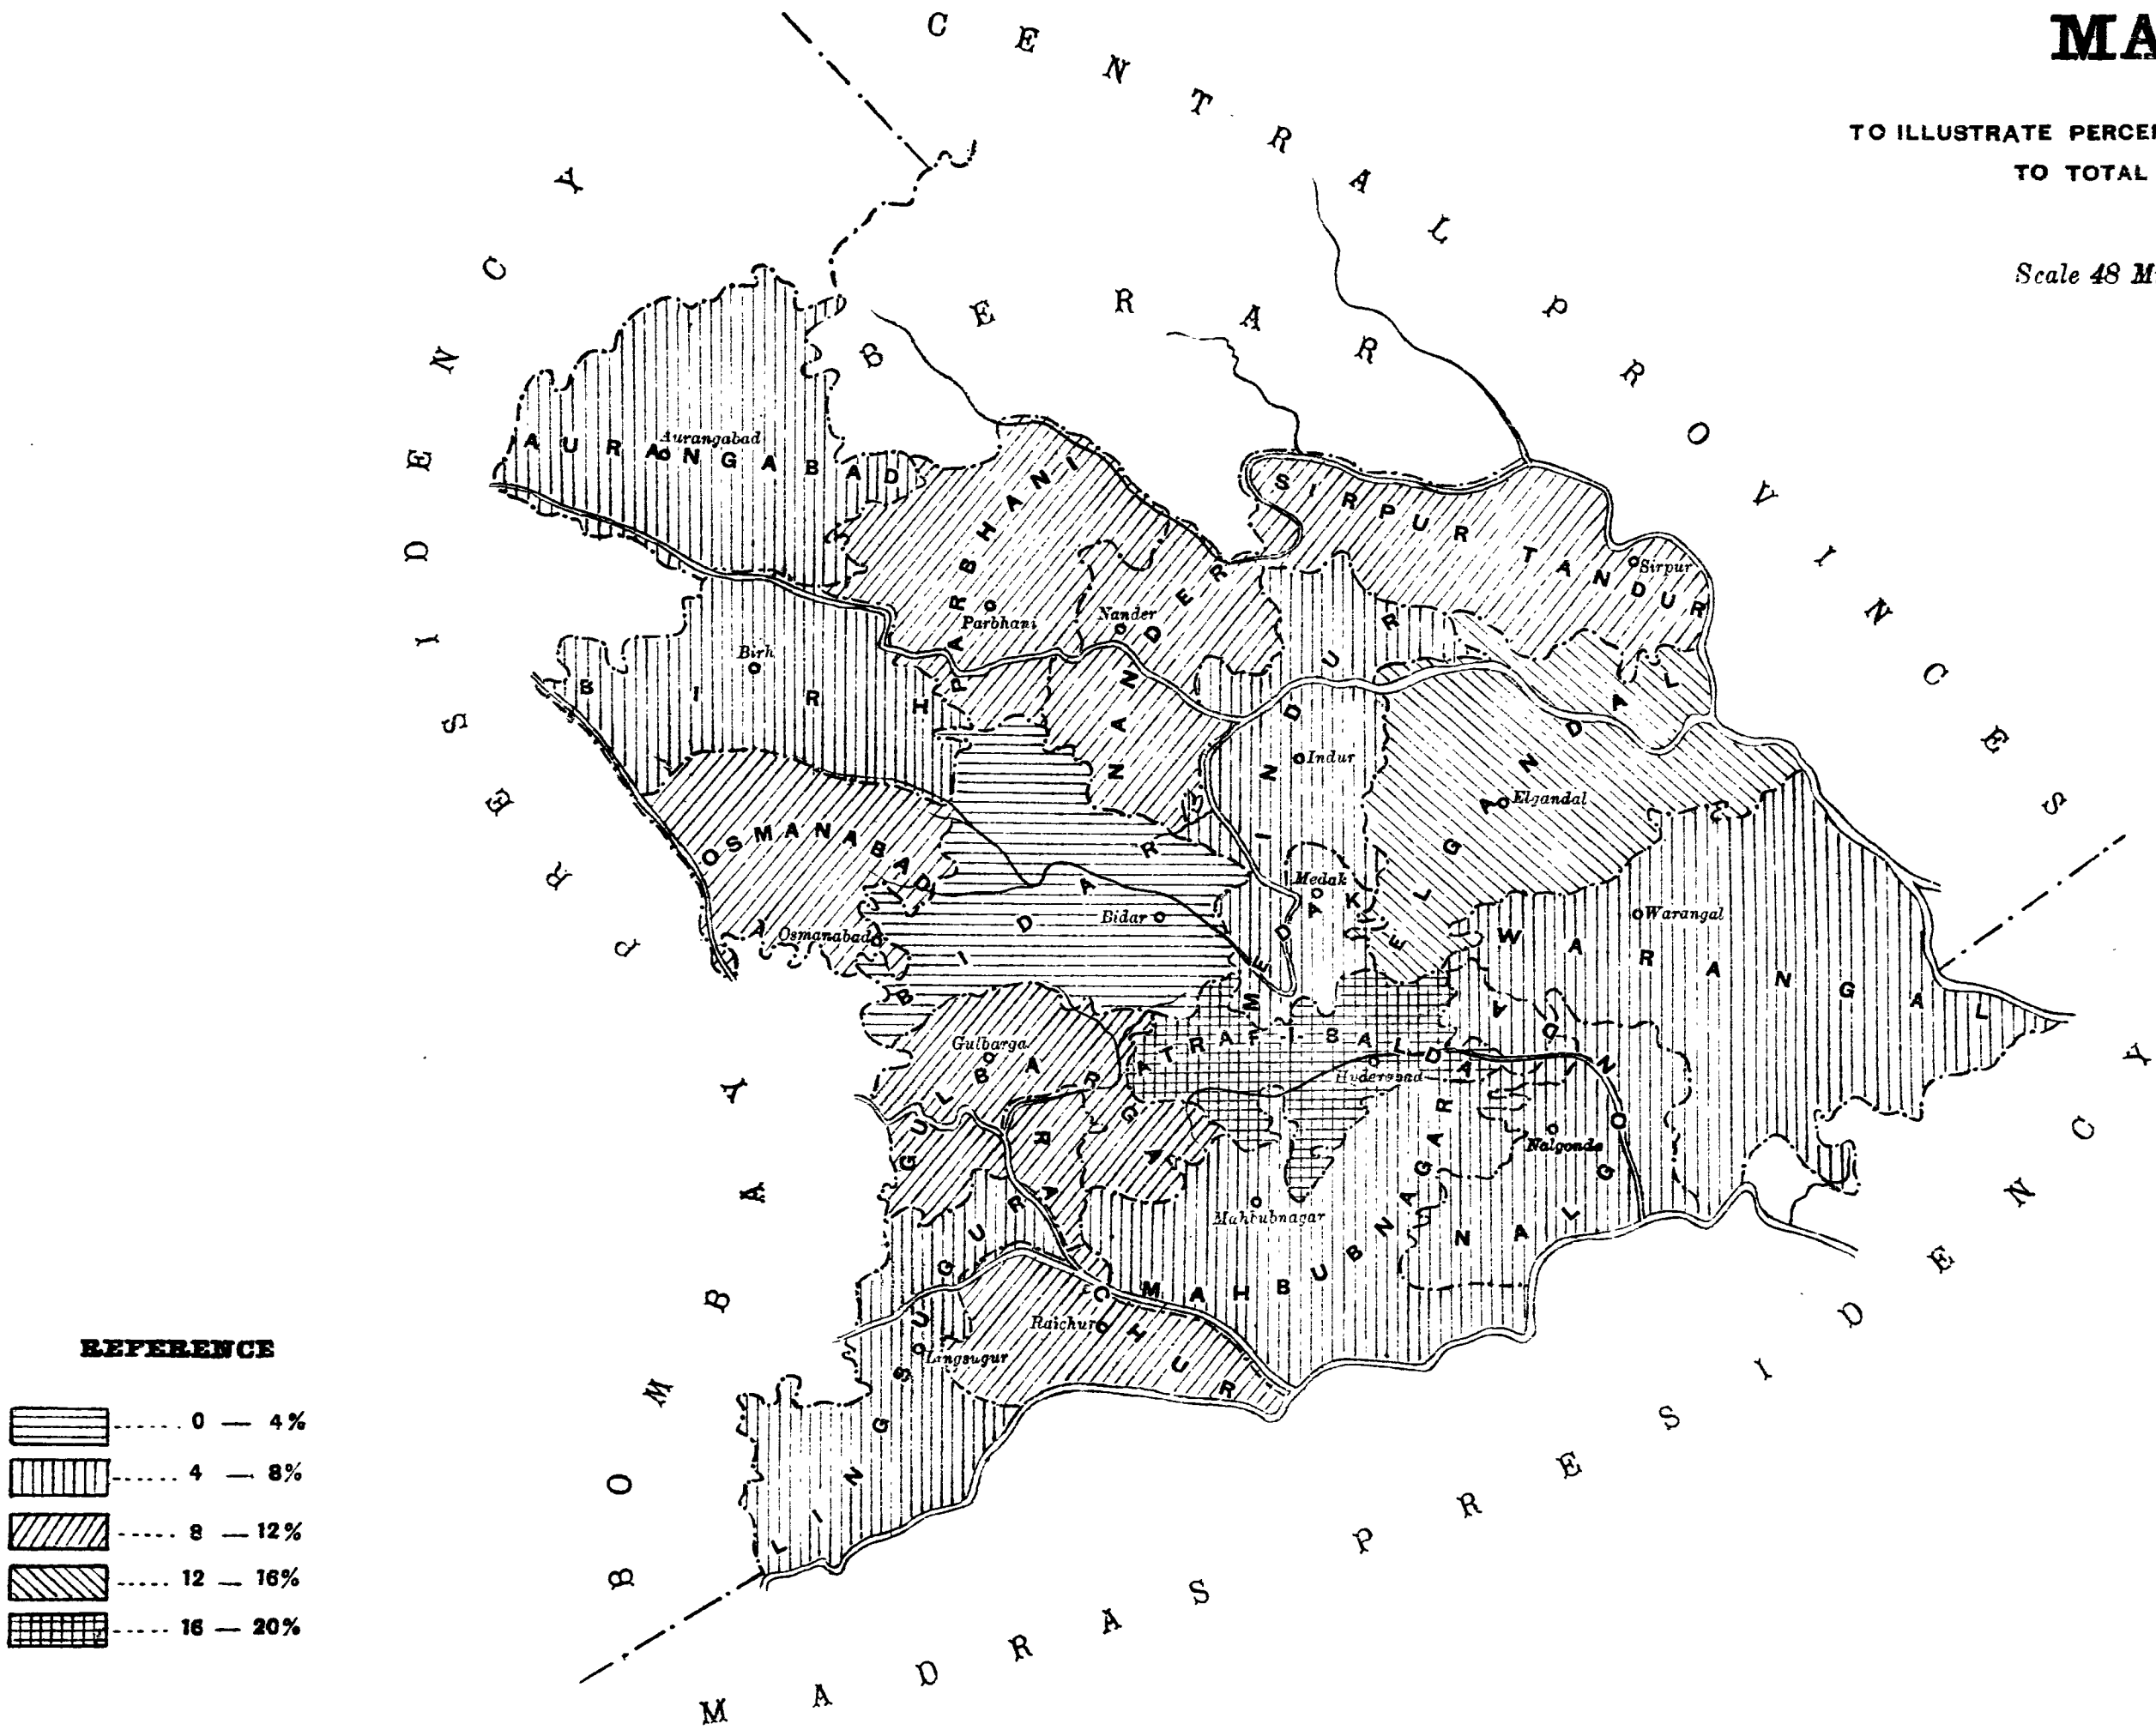 MA
TO ILLUSTRATE PERCE
TO TOTAL
Scale 48 M
CENTRAL PROVINCES
BERAR
BOMBAY PRESIDENCY
MADRAS PRESIDENCY
AURANGABAD
Aurangabad
PARBHANI
Parbhani
SIRPUR TANDUR
Sirpur
NANDER
Nander
BIRH
Birh
INDUR
Indur
ELGANDAL
Elgandal
OSMANABAD
Osmanabad
BIDAR
Bidar
MEDAK
Medak
WARANGAL
Warangal
GULBARGA
Gulbarga
ATRAF-I-BALDA
Hyderabad
NALGONDA
Nalgonda
MAHBUBNAGAR
Mahbubnagar
RAICHUR
Raichur
LINGSUGUR
Lingsugur
REFERENCE
0 — 4%
4 — 8%
8 — 12%
12 — 16%
16 — 20%